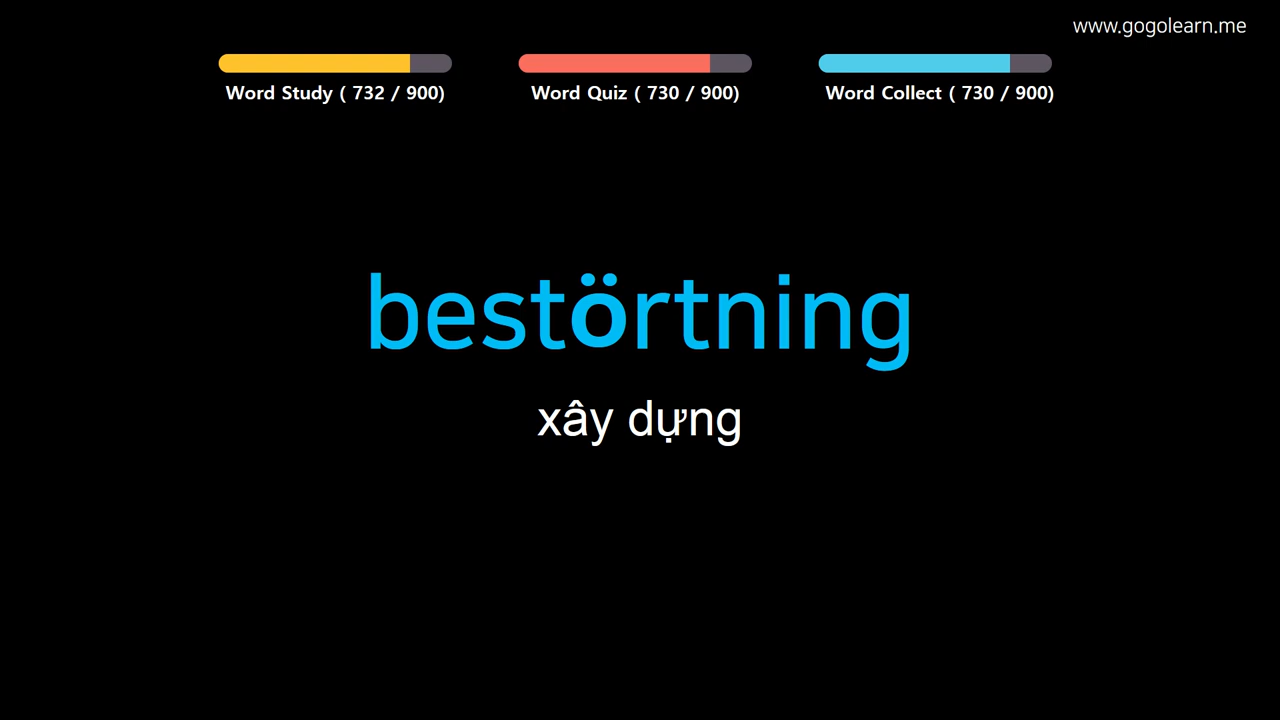 www.gogolearn.me
Word Study ( 732 / 900)
Word Quiz ( 730 / 900)
Word Collect ( 730 / 900)
bestörtning
xây dựng